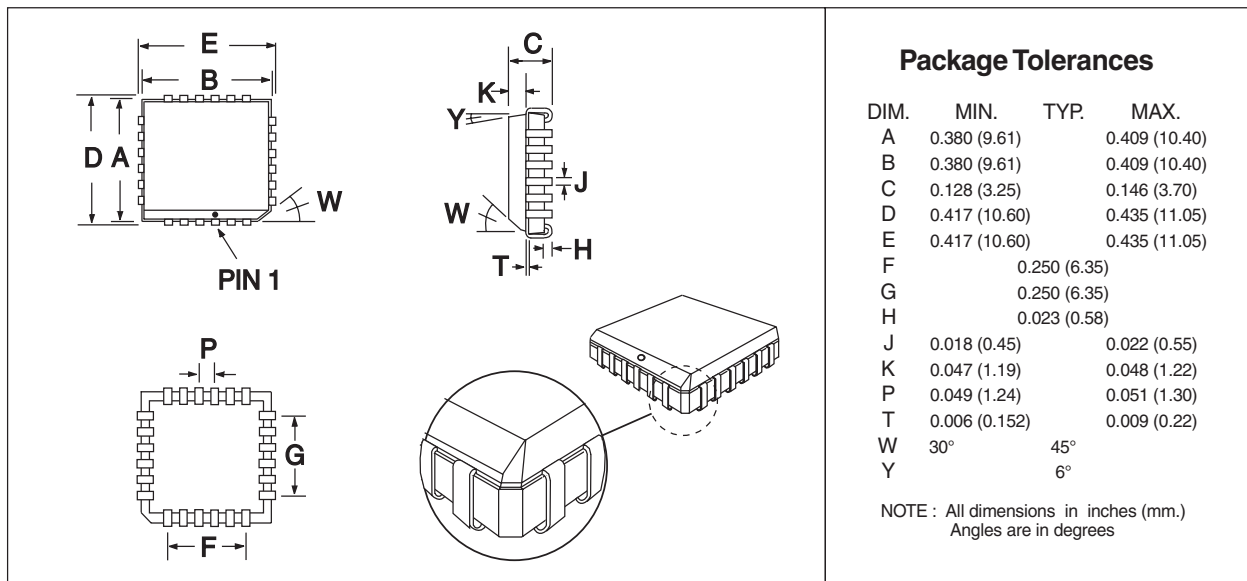 E
B
D
A
W
PIN 1
C
K
Y
J
W
H
T
P
G
F
Package Tolerances
DIM. MIN. TYP. MAX.
A 0.380 (9.61) 0.409 (10.40)
B 0.380 (9.61) 0.409 (10.40)
C 0.128 (3.25) 0.146 (3.70)
D 0.417 (10.60) 0.435 (11.05)
E 0.417 (10.60) 0.435 (11.05)
F 0.250 (6.35)
G 0.250 (6.35)
H 0.023 (0.58)
J 0.018 (0.45) 0.022 (0.55)
K 0.047 (1.19) 0.048 (1.22)
P 0.049 (1.24) 0.051 (1.30)
T 0.006 (0.152) 0.009 (0.22)
W 30° 45°
Y 6°
NOTE : All dimensions in inches (mm.)
Angles are in degrees